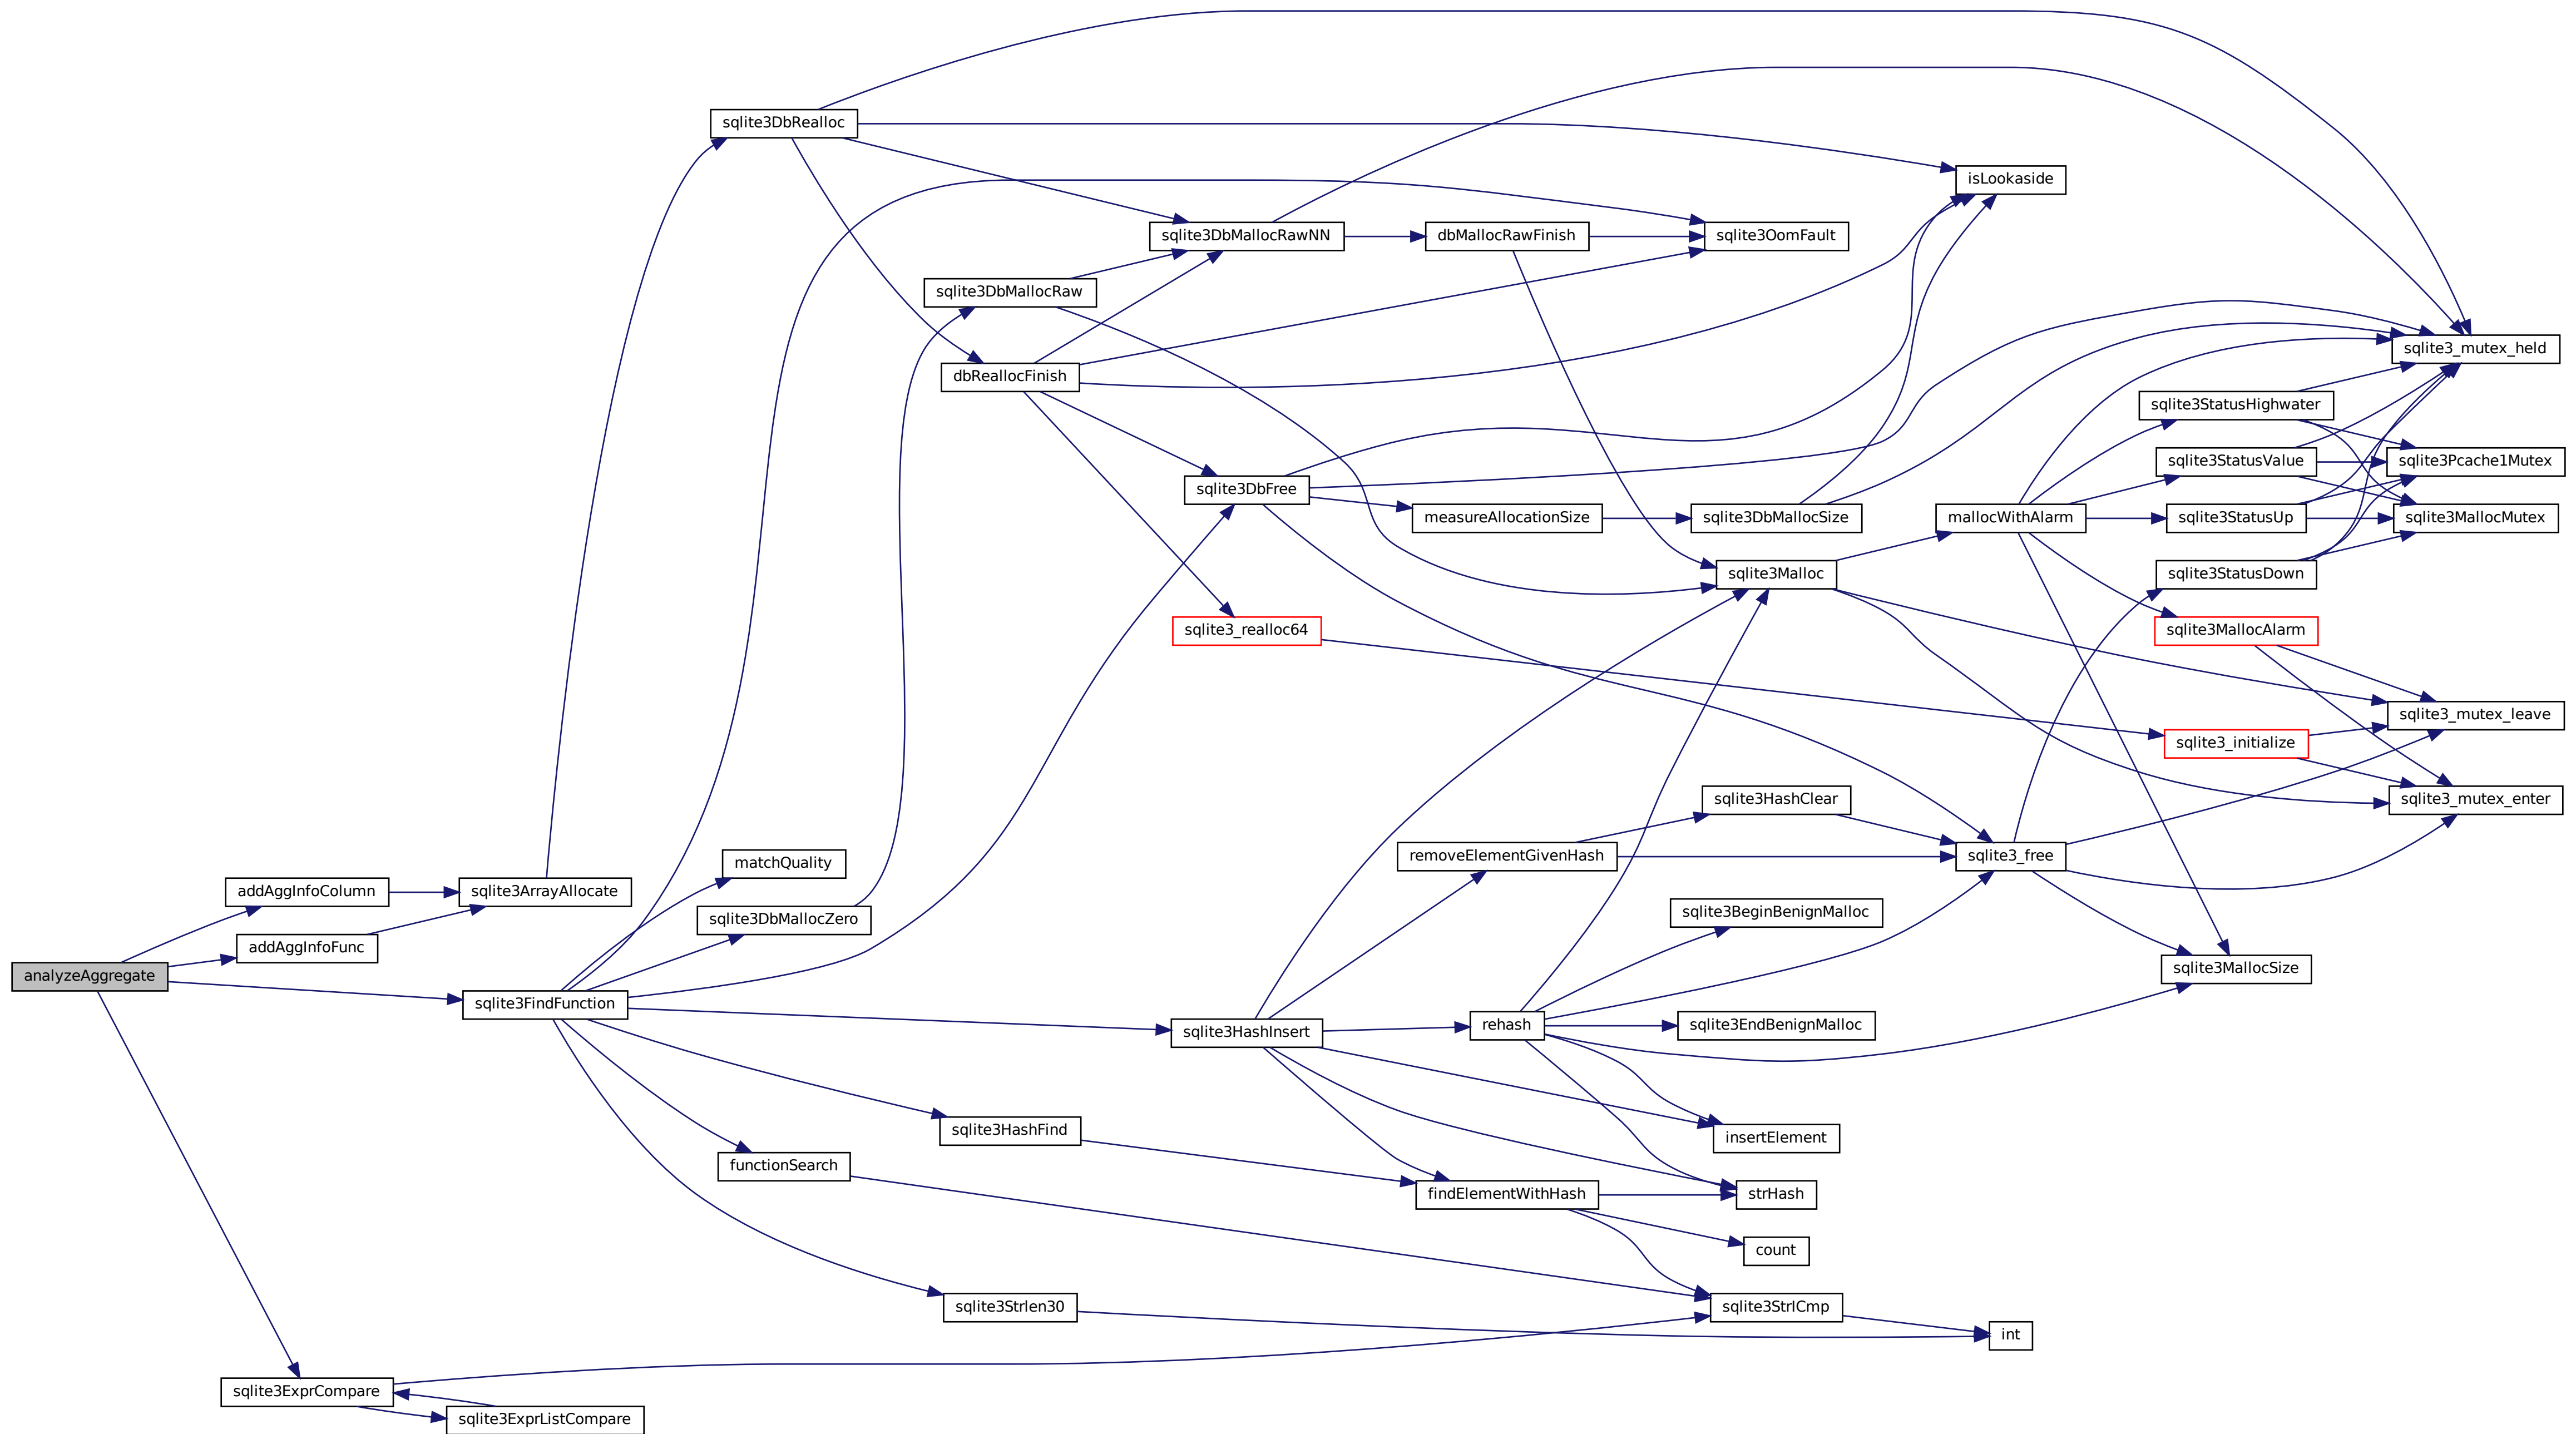 sqlite3DbRealloc
isLookaside
sqlite3DbMallocRawNN
dbMallocRawFinish
sqlite3OomFault
sqlite3DbMallocRaw
sqlite3_mutex_held
dbReallocFinish
sqlite3StatusHighwater
sqlite3StatusValue
sqlite3Pcache1Mutex
sqlite3DbFree
measureAllocationSize
sqlite3DbMallocSize
mallocWithAlarm
sqlite3StatusUp
sqlite3MallocMutex
sqlite3Malloc
sqlite3StatusDown
sqlite3_realloc64
sqlite3MallocAlarm
sqlite3_mutex_leave
sqlite3_initialize
sqlite3HashClear
sqlite3_mutex_enter
matchQuality
removeElementGivenHash
sqlite3_free
addAggInfoColumn
sqlite3ArrayAllocate
sqlite3DbMallocZero
sqlite3BeginBenignMalloc
addAggInfoFunc
analyzeAggregate
sqlite3MallocSize
sqlite3FindFunction
sqlite3HashInsert
rehash
sqlite3EndBenignMalloc
sqlite3HashFind
insertElement
functionSearch
findElementWithHash
strHash
count
sqlite3Strlen30
sqlite3StrICmp
int
sqlite3ExprCompare
sqlite3ExprListCompare